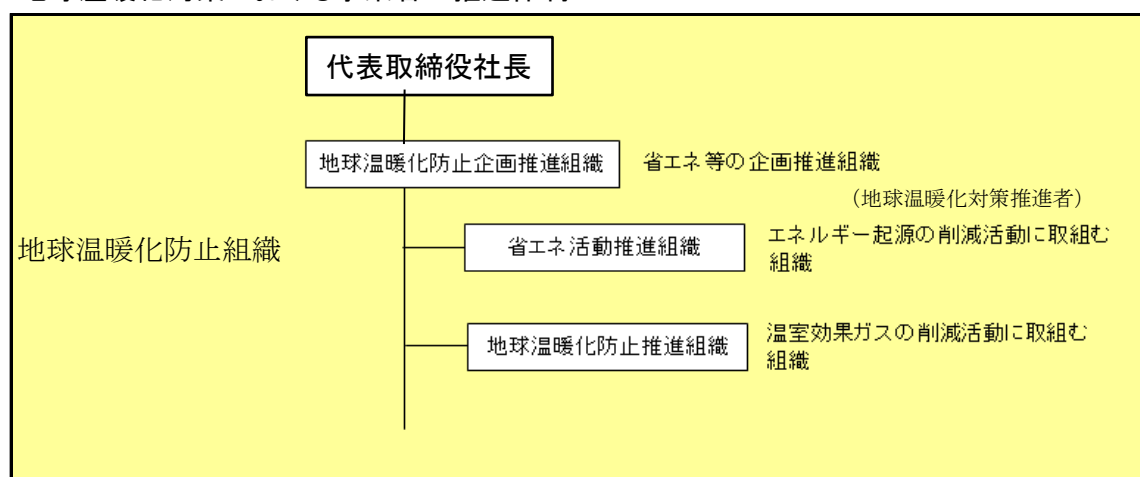 代表取締役社長
地球温暖化防止企画推進組織
省エネ等の企画推進組織
(地球温暖化対策推進者)
地球温暖化防止組織
省エネ活動推進組織
エネルギー起源の削減活動に取組む
組織
地球温暖化防止推進組織
温室効果ガスの削減活動に取組む
組織